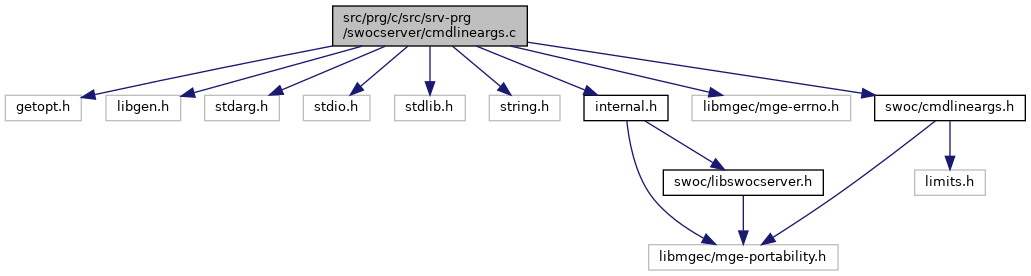 src/prg/c/src/srv-prg
/swocserver/cmdlineargs.c
getopt.h
libgen.h
stdarg.h
stdio.h
stdlib.h
string.h
internal.h
libmgec/mge-errno.h
swoc/cmdlineargs.h
swoc/libswocserver.h
limits.h
libmgec/mge-portability.h